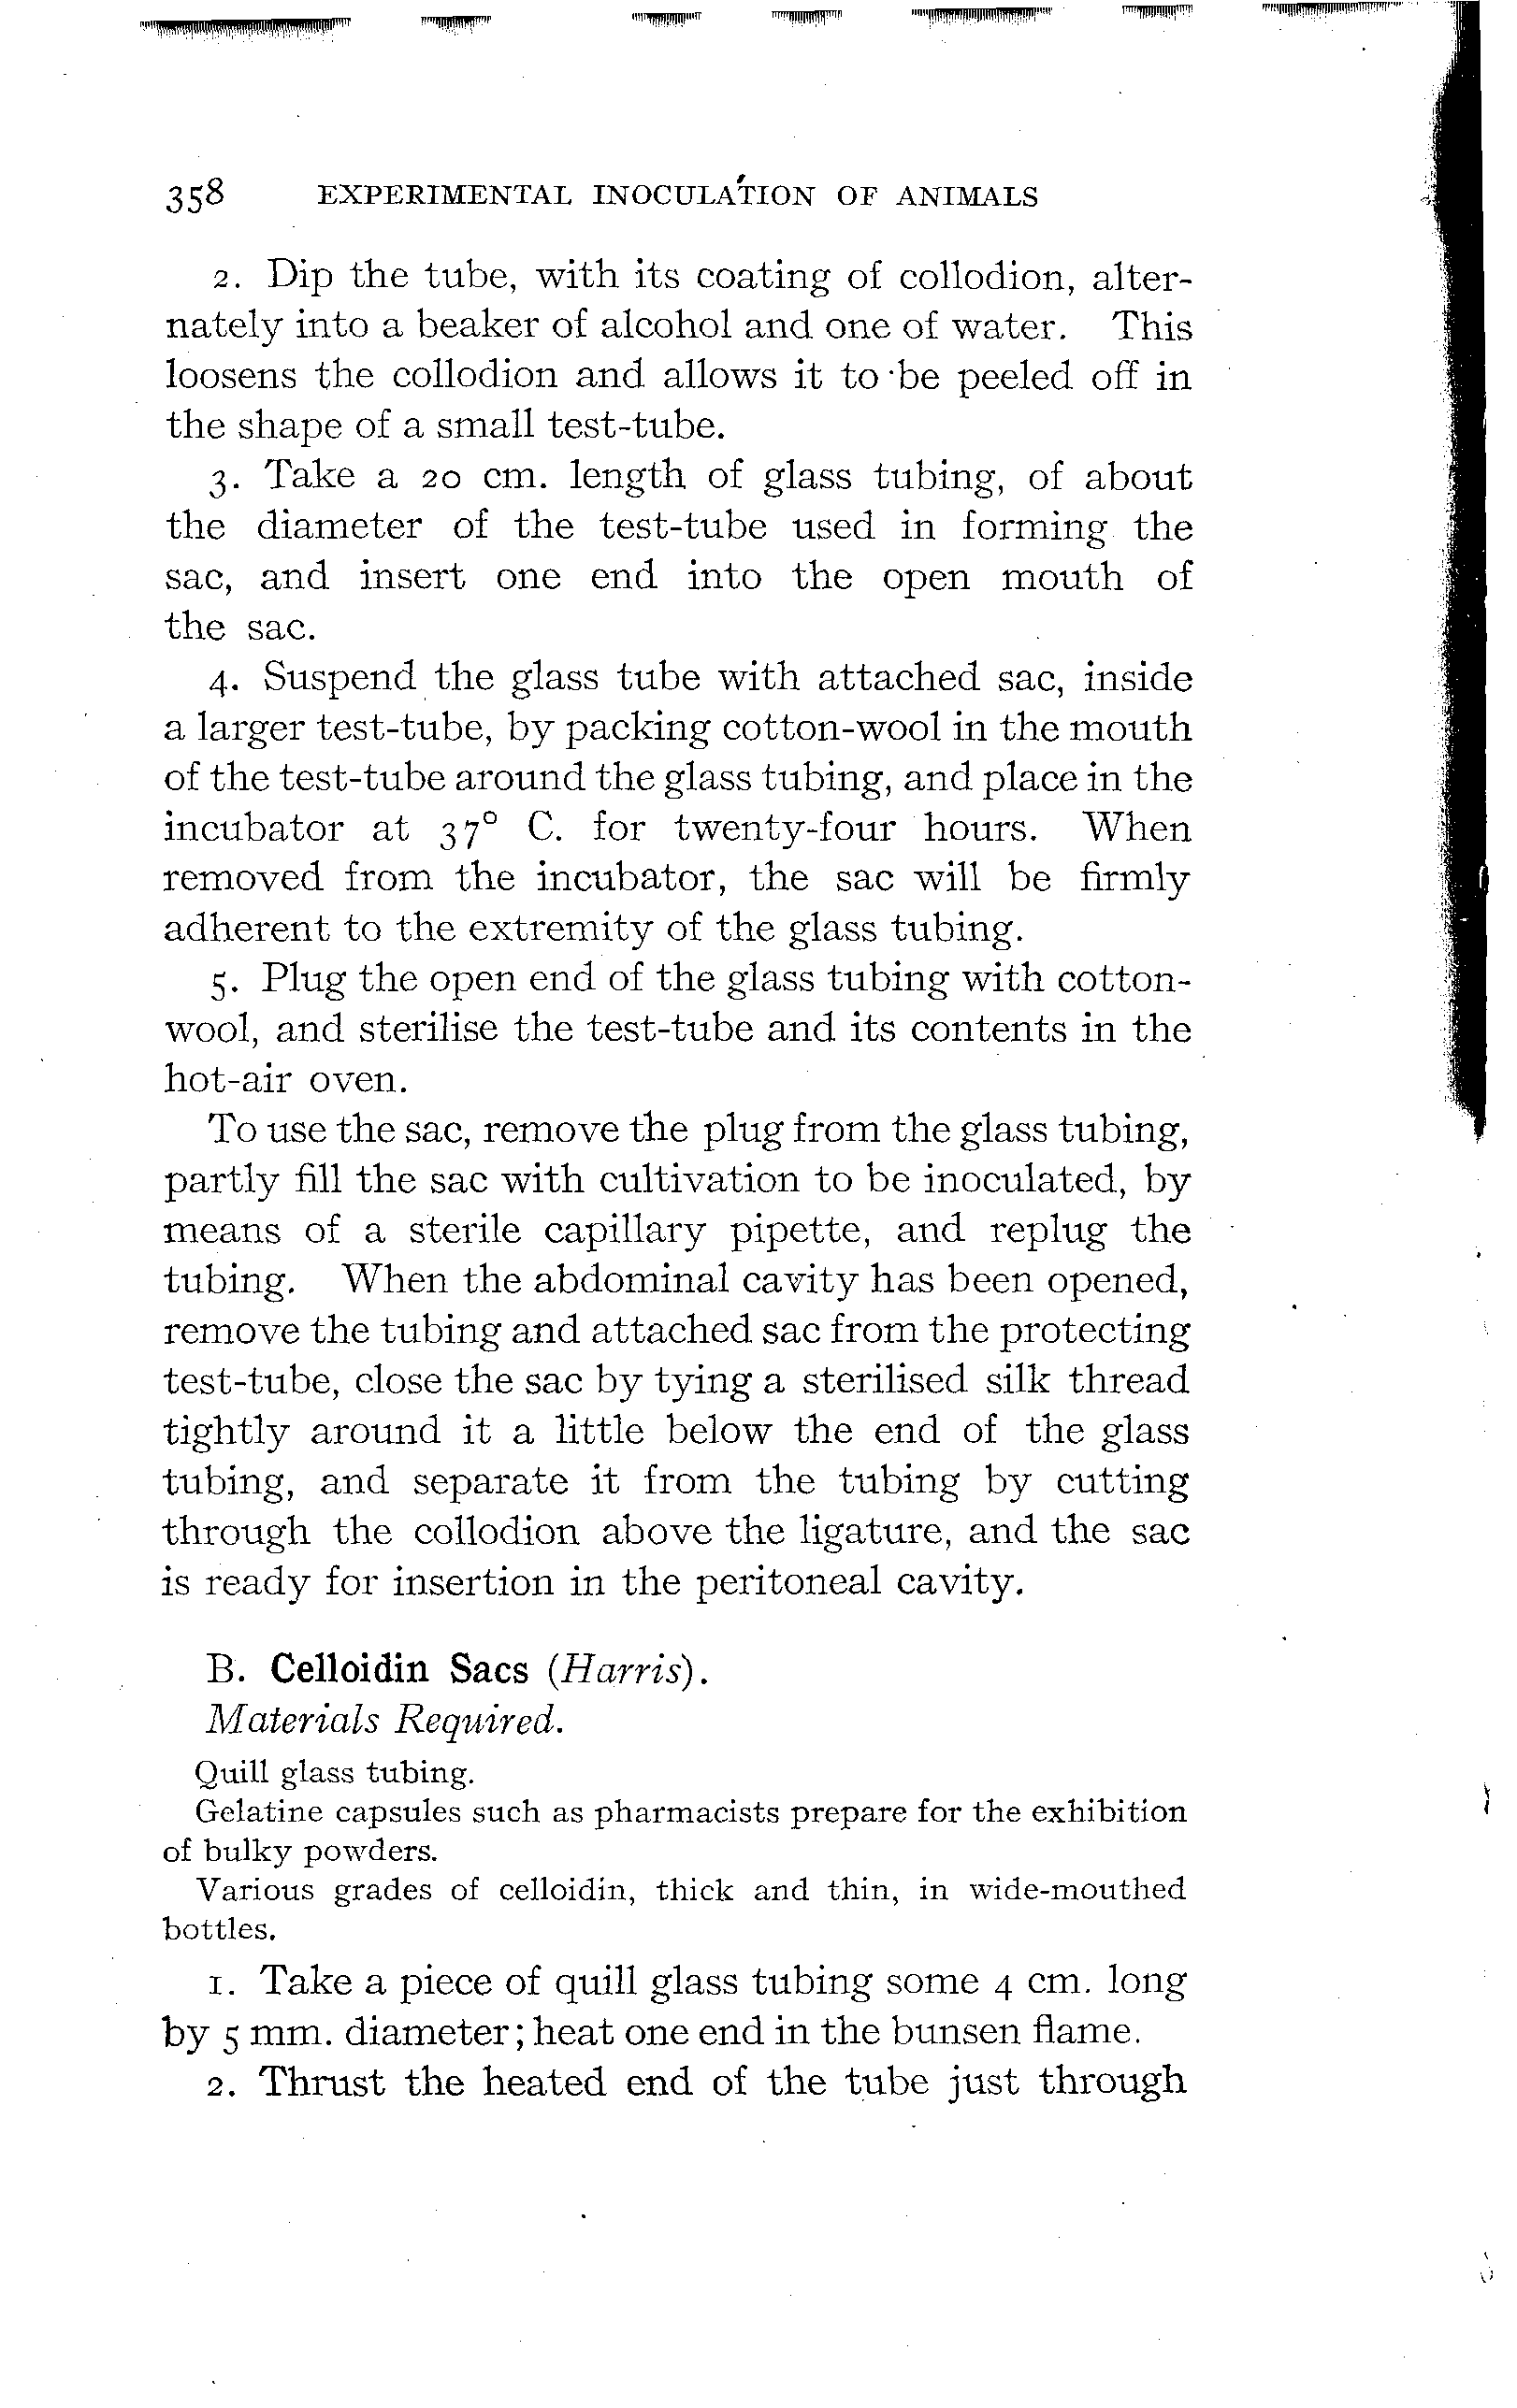 358 EXPERIMENTAL INOCULATION OF ANIMALS
2. Dip the tube, with its coating of collodion, alter-
nately into a beaker of alcohol and one of water. This
loosens the collodion and allows it to be peeled off in
the shape of a small test-tube.
3. Take a 20 cm. length of glass tubing, of about
the diameter of the test-tube used in forming the
sac, and insert one end into the open mouth of
the sac.
4. Suspend the glass tube with attached sac, inside
a larger test-tube, by packing cotton-wool in the mouth
of the test-tube around the glass tubing, and place in the
incubator at 37° C. for twenty-four hours. When
removed from the incubator, the sac will be firmly
adherent to the extremity of the glass tubing.
5. Plug the open end of the glass tubing with cotton-
wool, and sterilise the test-tube and its contents in the
hot-air oven.
To use the sac, remove the plug from the glass tubing,
partly fill the sac with cultivation to be inoculated, by
means of a sterile capillary pipette, and replug the
tubing. When the abdominal cavity has been opened,
remove the tubing and attached sac from the protecting
test-tube, close the sac by tying a sterilised silk thread
tightly around it a little below the end of the glass
tubing, and separate it from the tubing by cutting
through the collodion above the ligature, and the sac
is ready for insertion in the peritoneal cavity.
B. Celloidin Sacs (Harris).
Materials Required.
Quill glass tubing.
Gelatine capsules such as pharmacists prepare for the exhibition
of bulky powders.
Various grades of celloidin, thick and thin, in wide-mouthed
bottles.
1. Take a piece of quill glass tubing some 4 cm. long
by 5 mm. diameter; heat one end in the bunsen flame.
2. Thrust the heated end of the tube just through